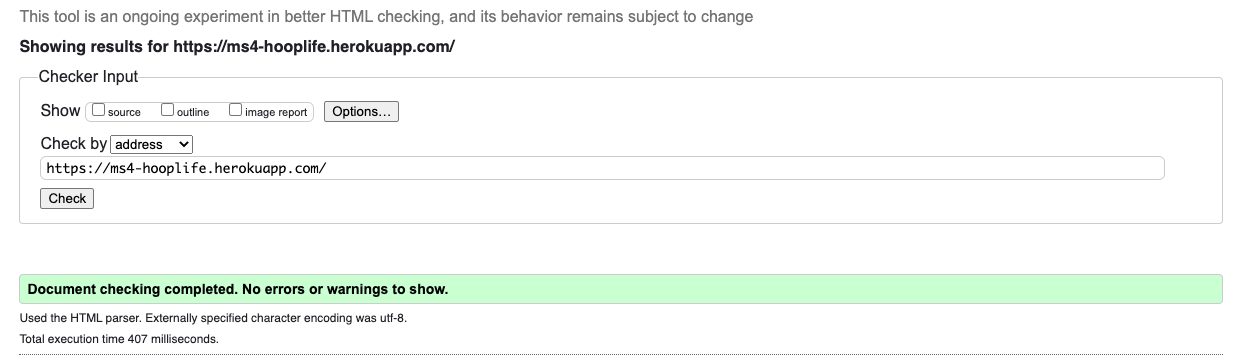 This tool is an ongoing experiment in better HTML checking, and its behavior remains subject to change
Showing results for https://ms4-hooplife.herokuapp.com/
Checker Input
Show source outline image report Options...
Check by address
https://ms4-hooplife.herokuapp.com/
Check
Document checking completed. No errors or warnings to show.
Used the HTML parser. Externally specified character encoding was utf-8.
Total execution time 407 milliseconds.